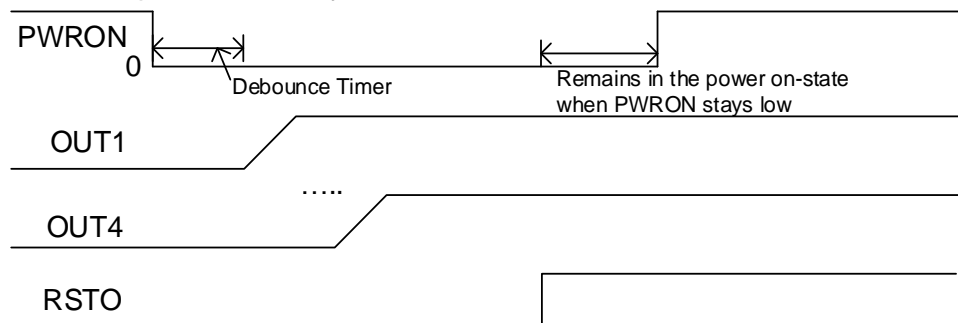 PWRON
0
Debounce Timer
Remains in the power on-state
when PWRON stays low
OUT1
.....
OUT4
RSTO